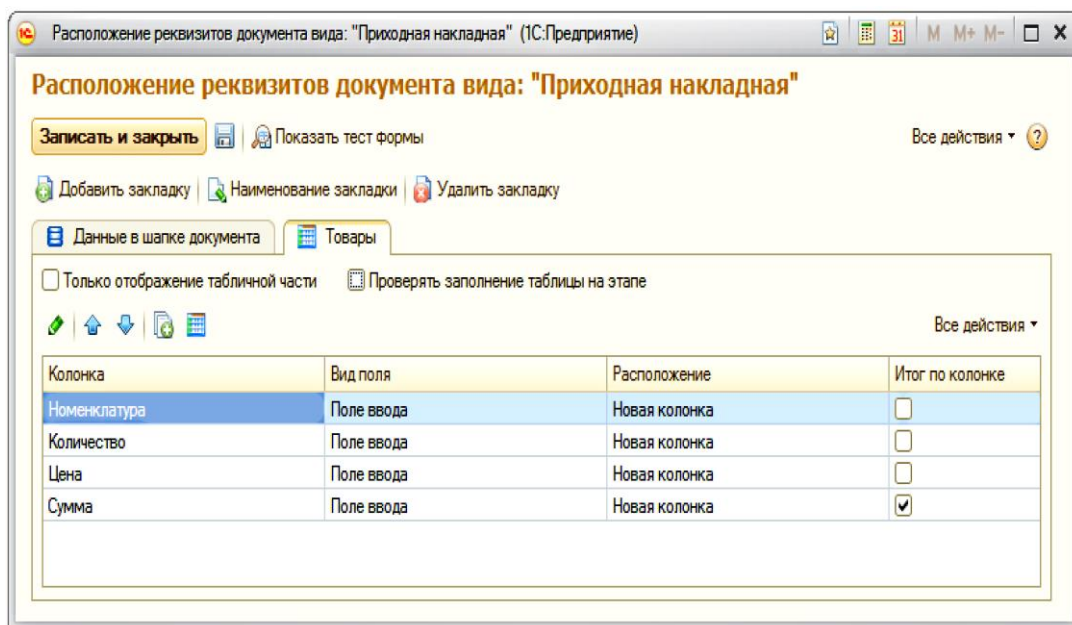 1С Расположение реквизитов документа вида: "Приходная накладная" (1С:Предприятие) 31 M M+ M-
Расположение реквизитов документа вида: "Приходная накладная"
Записать и закрыть Показать тест формы Все действия ?
Добавить закладку Наименование закладки Удалить закладку
Данные в шапке документа Товары
Только отображение табличной части Проверять заполнение таблицы на этапе
Все действия
Колонка Вид поля Расположение Итог по колонке
Номенклатура Поле ввода Новая колонка
Количество Поле ввода Новая колонка
Цена Поле ввода Новая колонка
Сумма Поле ввода Новая колонка